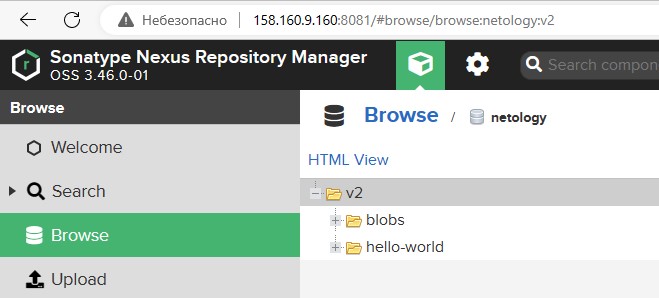 Небезопасно 158.160.9.160:8081/#browse/browse:netology:v2
Sonatype Nexus Repository Manager
OSS 3.46.0-01
Search compon
Browse
Welcome
Search
Browse
Upload
Browse / netology
HTML View
v2
blobs
hello-world